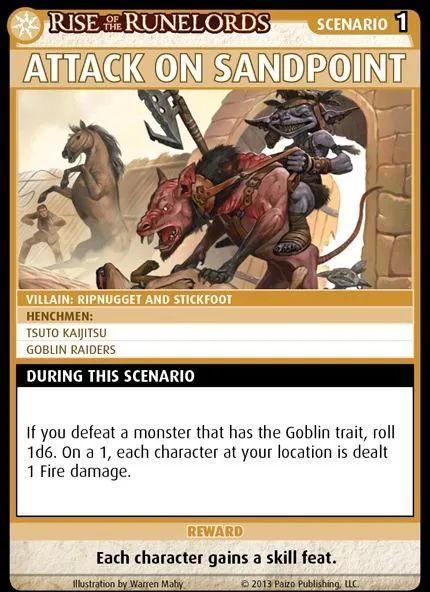 RISE OF THE RUNELORDS
SCENARIO 1
ATTACK ON SANDPOINT
VILLAIN: RIPNUGGET AND STICKFOOT
HENCHMEN:
TSUTO KAIJITSU
GOBLIN RAIDERS
DURING THIS SCENARIO
If you defeat a monster that has the Goblin trait, roll
1d6. On a 1, each character at your location is dealt
1 Fire damage.
REWARD
Each character gains a skill feat.
Illustration by Warren Mahy
© 2013 Paizo Publishing, LLC.